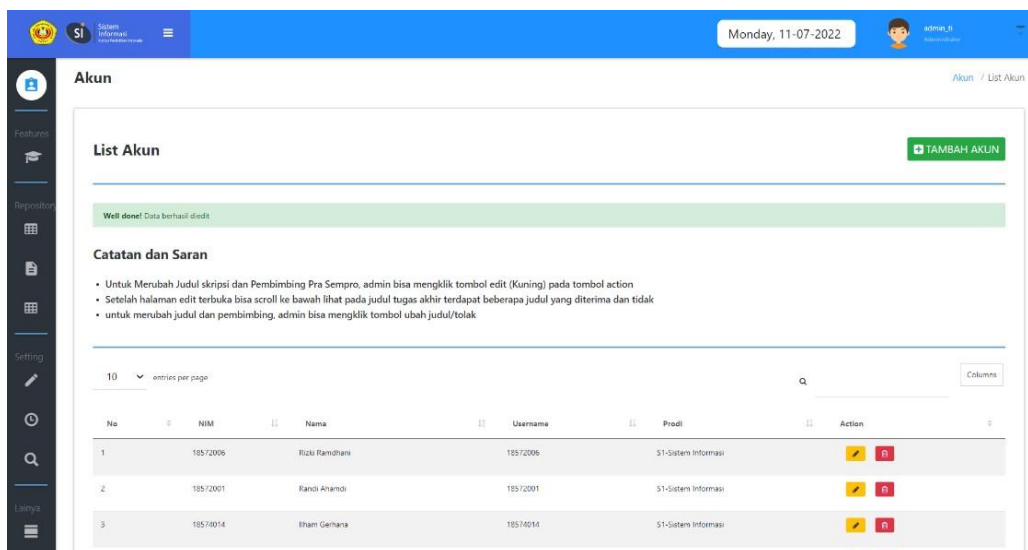 SI
Sistem
Informasi
Monday, 11-07-2022
admin_ti
Administrator
Akun
Akun / List Akun
Features
Repository
Setting
Lainya
List Akun
TAMBAH AKUN
Well done! Data berhasil diedit
Catatan dan Saran
• Untuk Merubah Judul skripsi dan Pembimbing Pra Sempro, admin bisa mengklik tombol edit (Kuning) pada tombol action
• Setelah halaman edit terbuka bisa scroll ke bawah lihat pada judul tugas akhir terdapat beberapa judul yang diterima dan tidak
• untuk merubah judul dan pembimbing, admin bisa mengklik tombol ubah judul/tolak
10 entries per page
Columns
No NIM Nama Username Prodi Action
1 18572006 Rizki Ramdhani 18572006 S1-Sistem Informasi
2 18572001 Randi Ahamdi 18572001 S1-Sistem Informasi
3 18574014 Ilham Gerhana 18574014 S1-Sistem Informasi